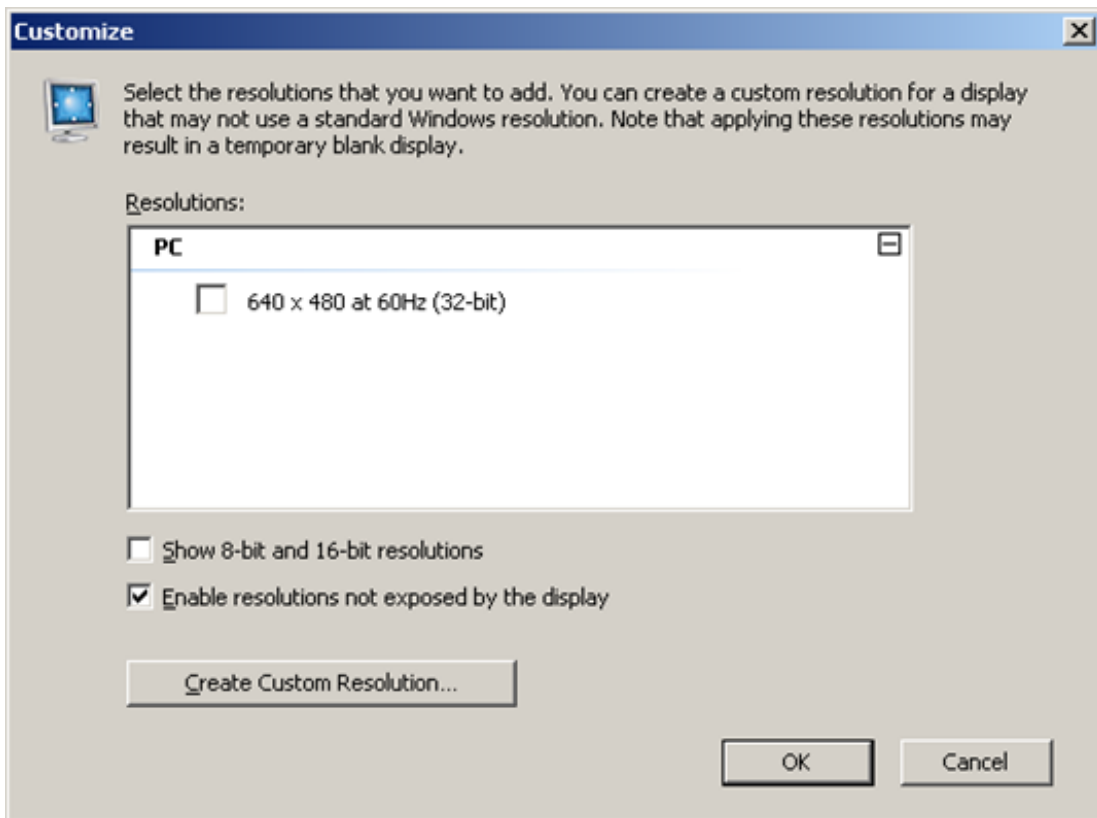 Customize
Select the resolutions that you want to add. You can create a custom resolution for a display
that may not use a standard Windows resolution. Note that applying these resolutions may
result in a temporary blank display.
Resolutions:
PC
640 x 480 at 60Hz (32-bit)
Show 8-bit and 16-bit resolutions
Enable resolutions not exposed by the display
Create Custom Resolution...
OK Cancel